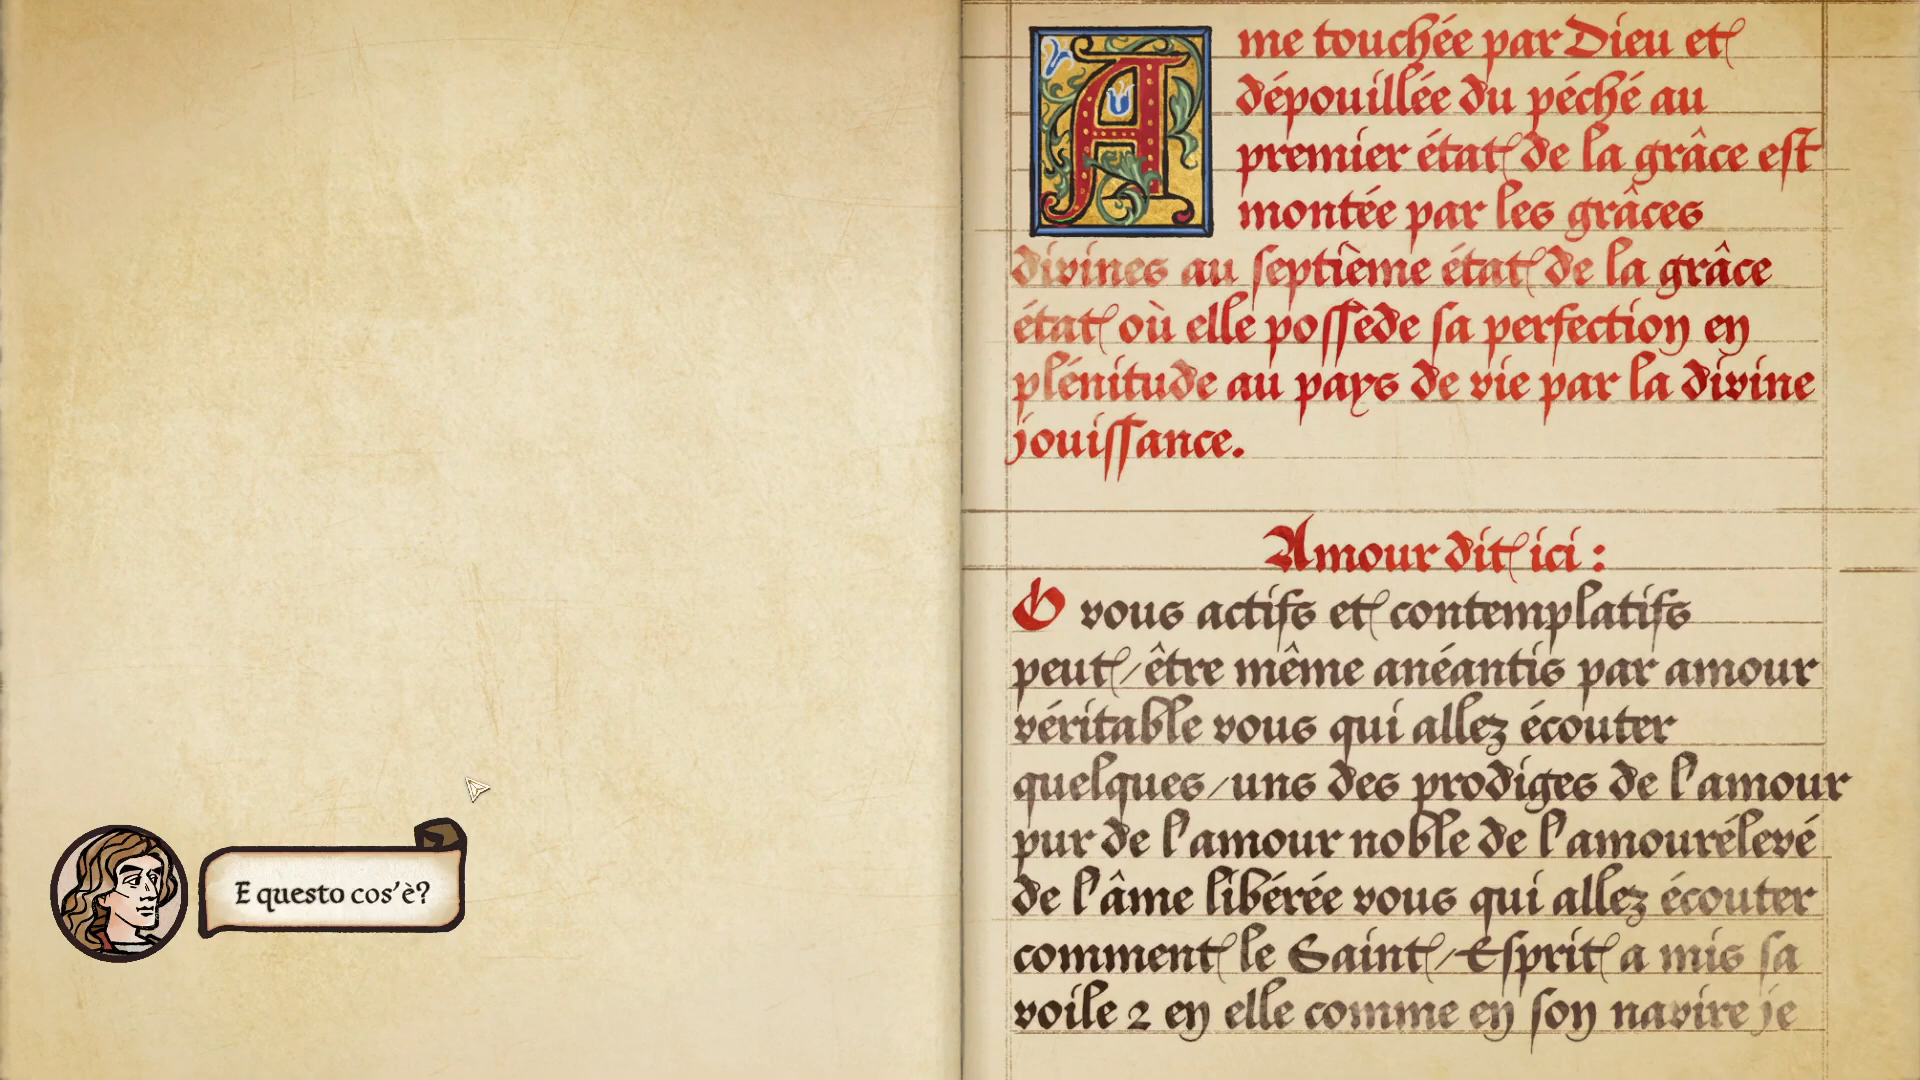 E questo cos'è?
Ame touchée par Dieu et
dépouillée du péché au
premier état de la grâce est
montée par les grâces
divines au septième état de la grâce
état où elle possède sa perfection en
plénitude au pays de vie par la divine
jouissance.
Amour dit ici :
O vous actifs et contemplatifs
peut-être même anéantis par amour
véritable vous qui allez écouter
quelques-uns des prodiges de l'amour
pur de l'amour noble de l'amourélevé
de l'âme libérée vous qui allez écouter
comment le Saint-Esprit a mis sa
voile 2 en elle comme en son navire je